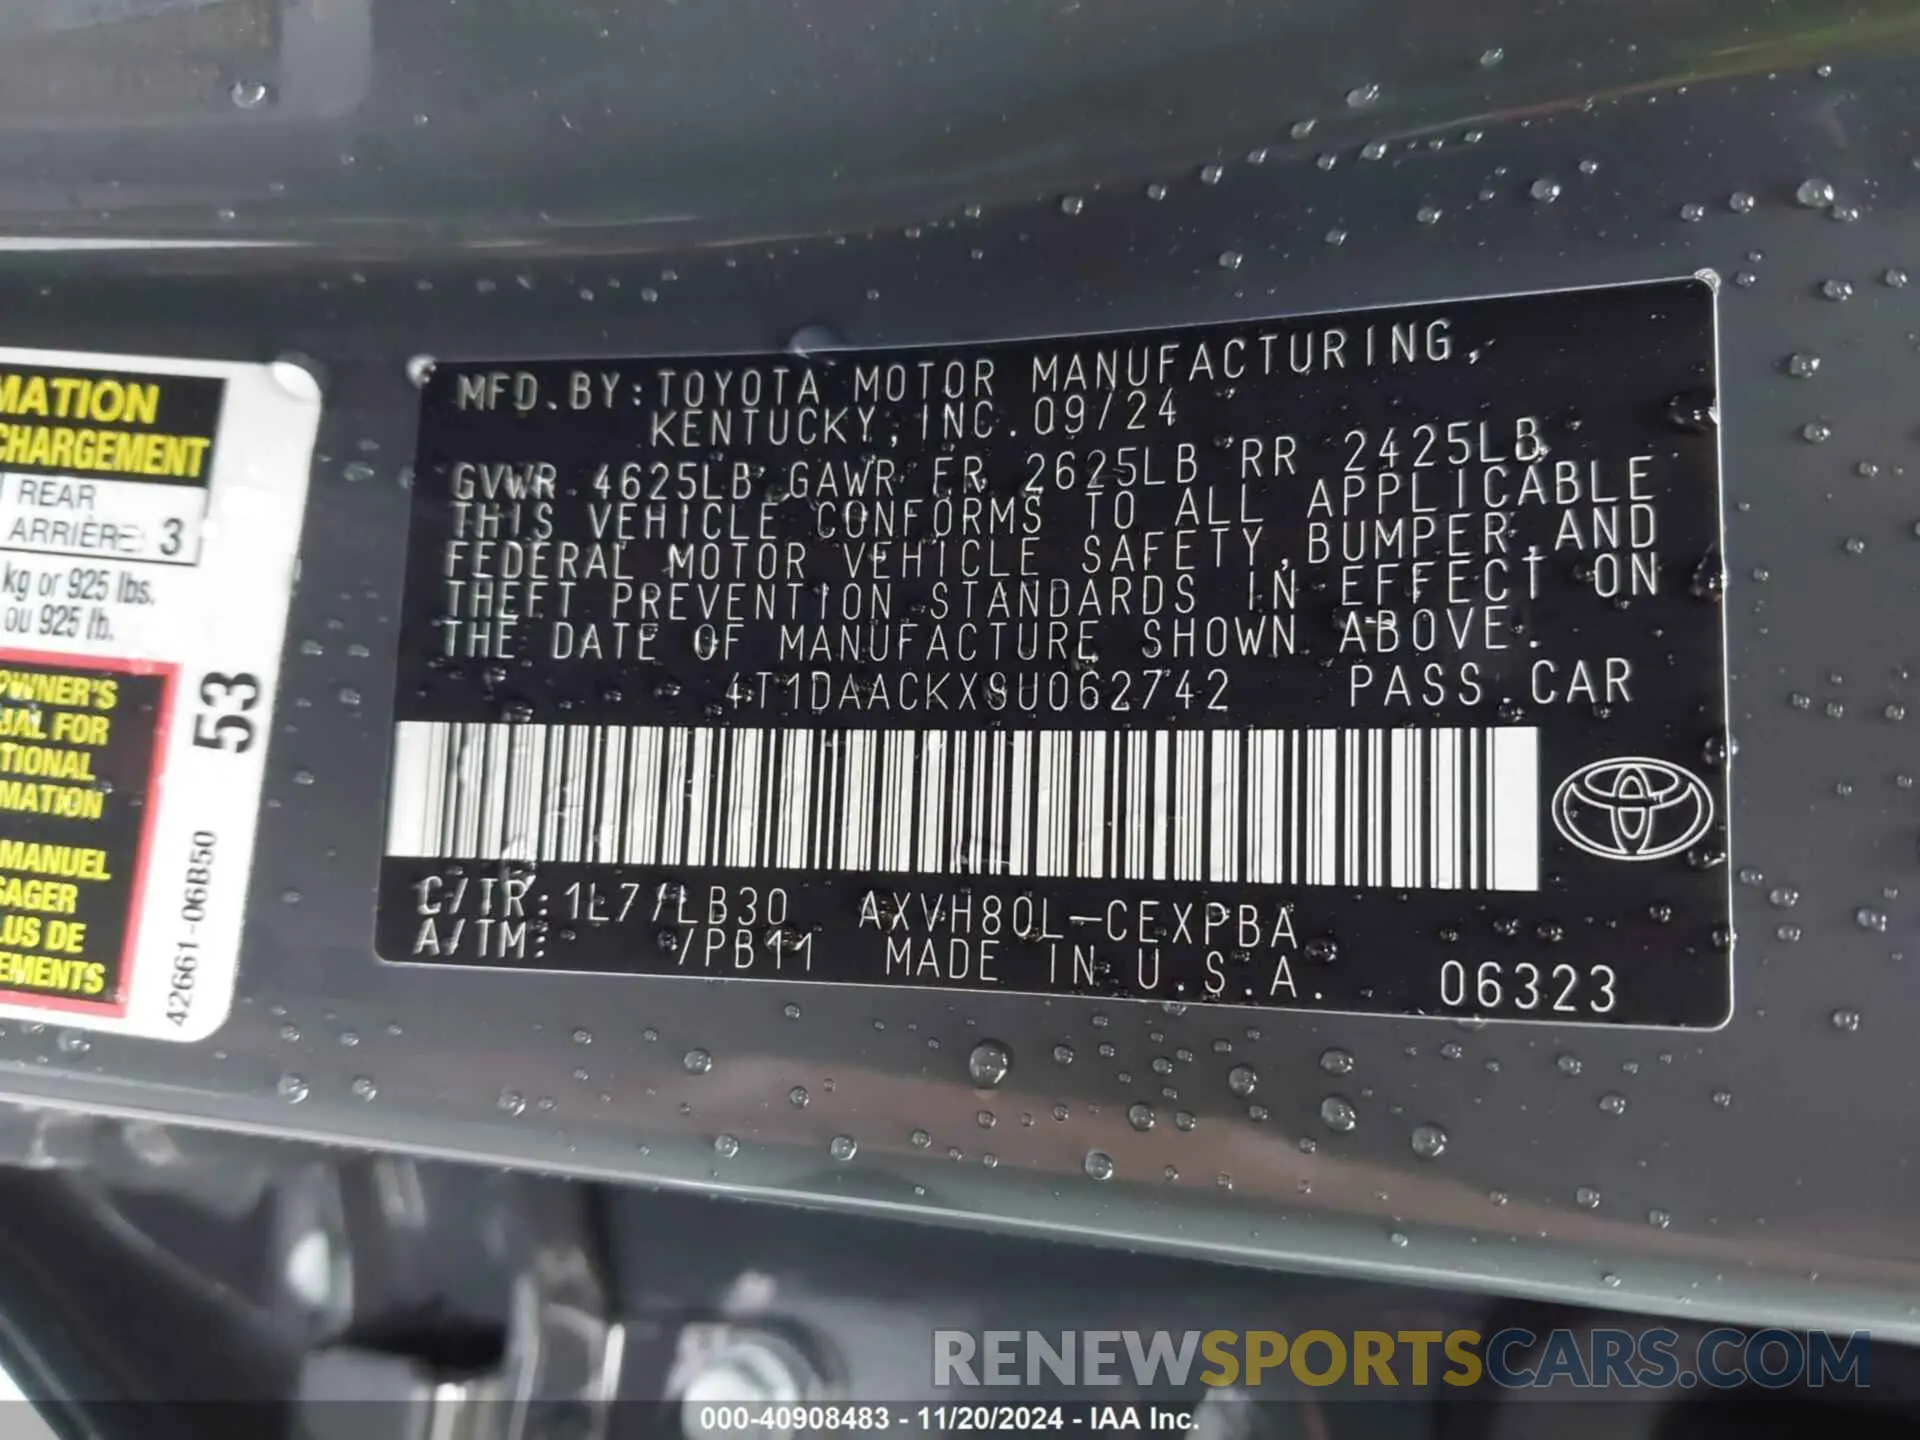 MATION
CHARGEMENT
REAR
ARRIÈRE 3
kg or 925 lbs.
ou 925 lb.
OWNER'S
UAL FOR
TIONAL
MATION
MANUEL
SAGER
LUS DE
EMENTS
53
42661-06B50
MFD. BY: TOYOTA MOTOR MANUFACTURING,
KENTUCKY, INC. 09/24
GVWR 4625LB GAWR FR 2625LB RR 2425LB
THIS VEHICLE CONFORMS TO ALL APPLICABLE
FEDERAL MOTOR VEHICLE SAFETY, BUMPER, AND
THEFT PREVENTION STANDARDS IN EFFECT ON
THE DATE OF MANUFACTURE SHOWN ABOVE.
4T1DAACKXSU062742 PASS. CAR
C/TR: 1L7/LB30 AXVH80L-CEXPBA
A/TM: /PB11 MADE IN U.S.A. 06323
RENEWSPORTSCARS.COM
000-40908483 - 11/20/2024 - IAA Inc.